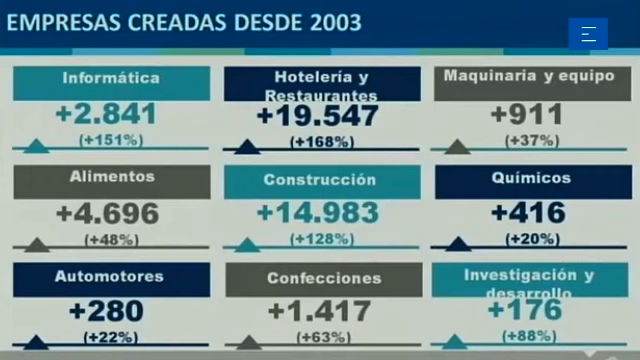 EMPRESAS CREADAS DESDE 2003
Informática
+2.841
(+151%)
Hotelería y
Restaurantes
+19.547
(+168%)
Maquinaria y equipo
+911
(+37%)
Alimentos
+4.696
(+48%)
Construcción
+14.983
(+128%)
Químicos
+416
(+20%)
Automotores
+280
(+22%)
Confecciones
+1.417
(+63%)
Investigación y
desarrollo
+176
(+88%)